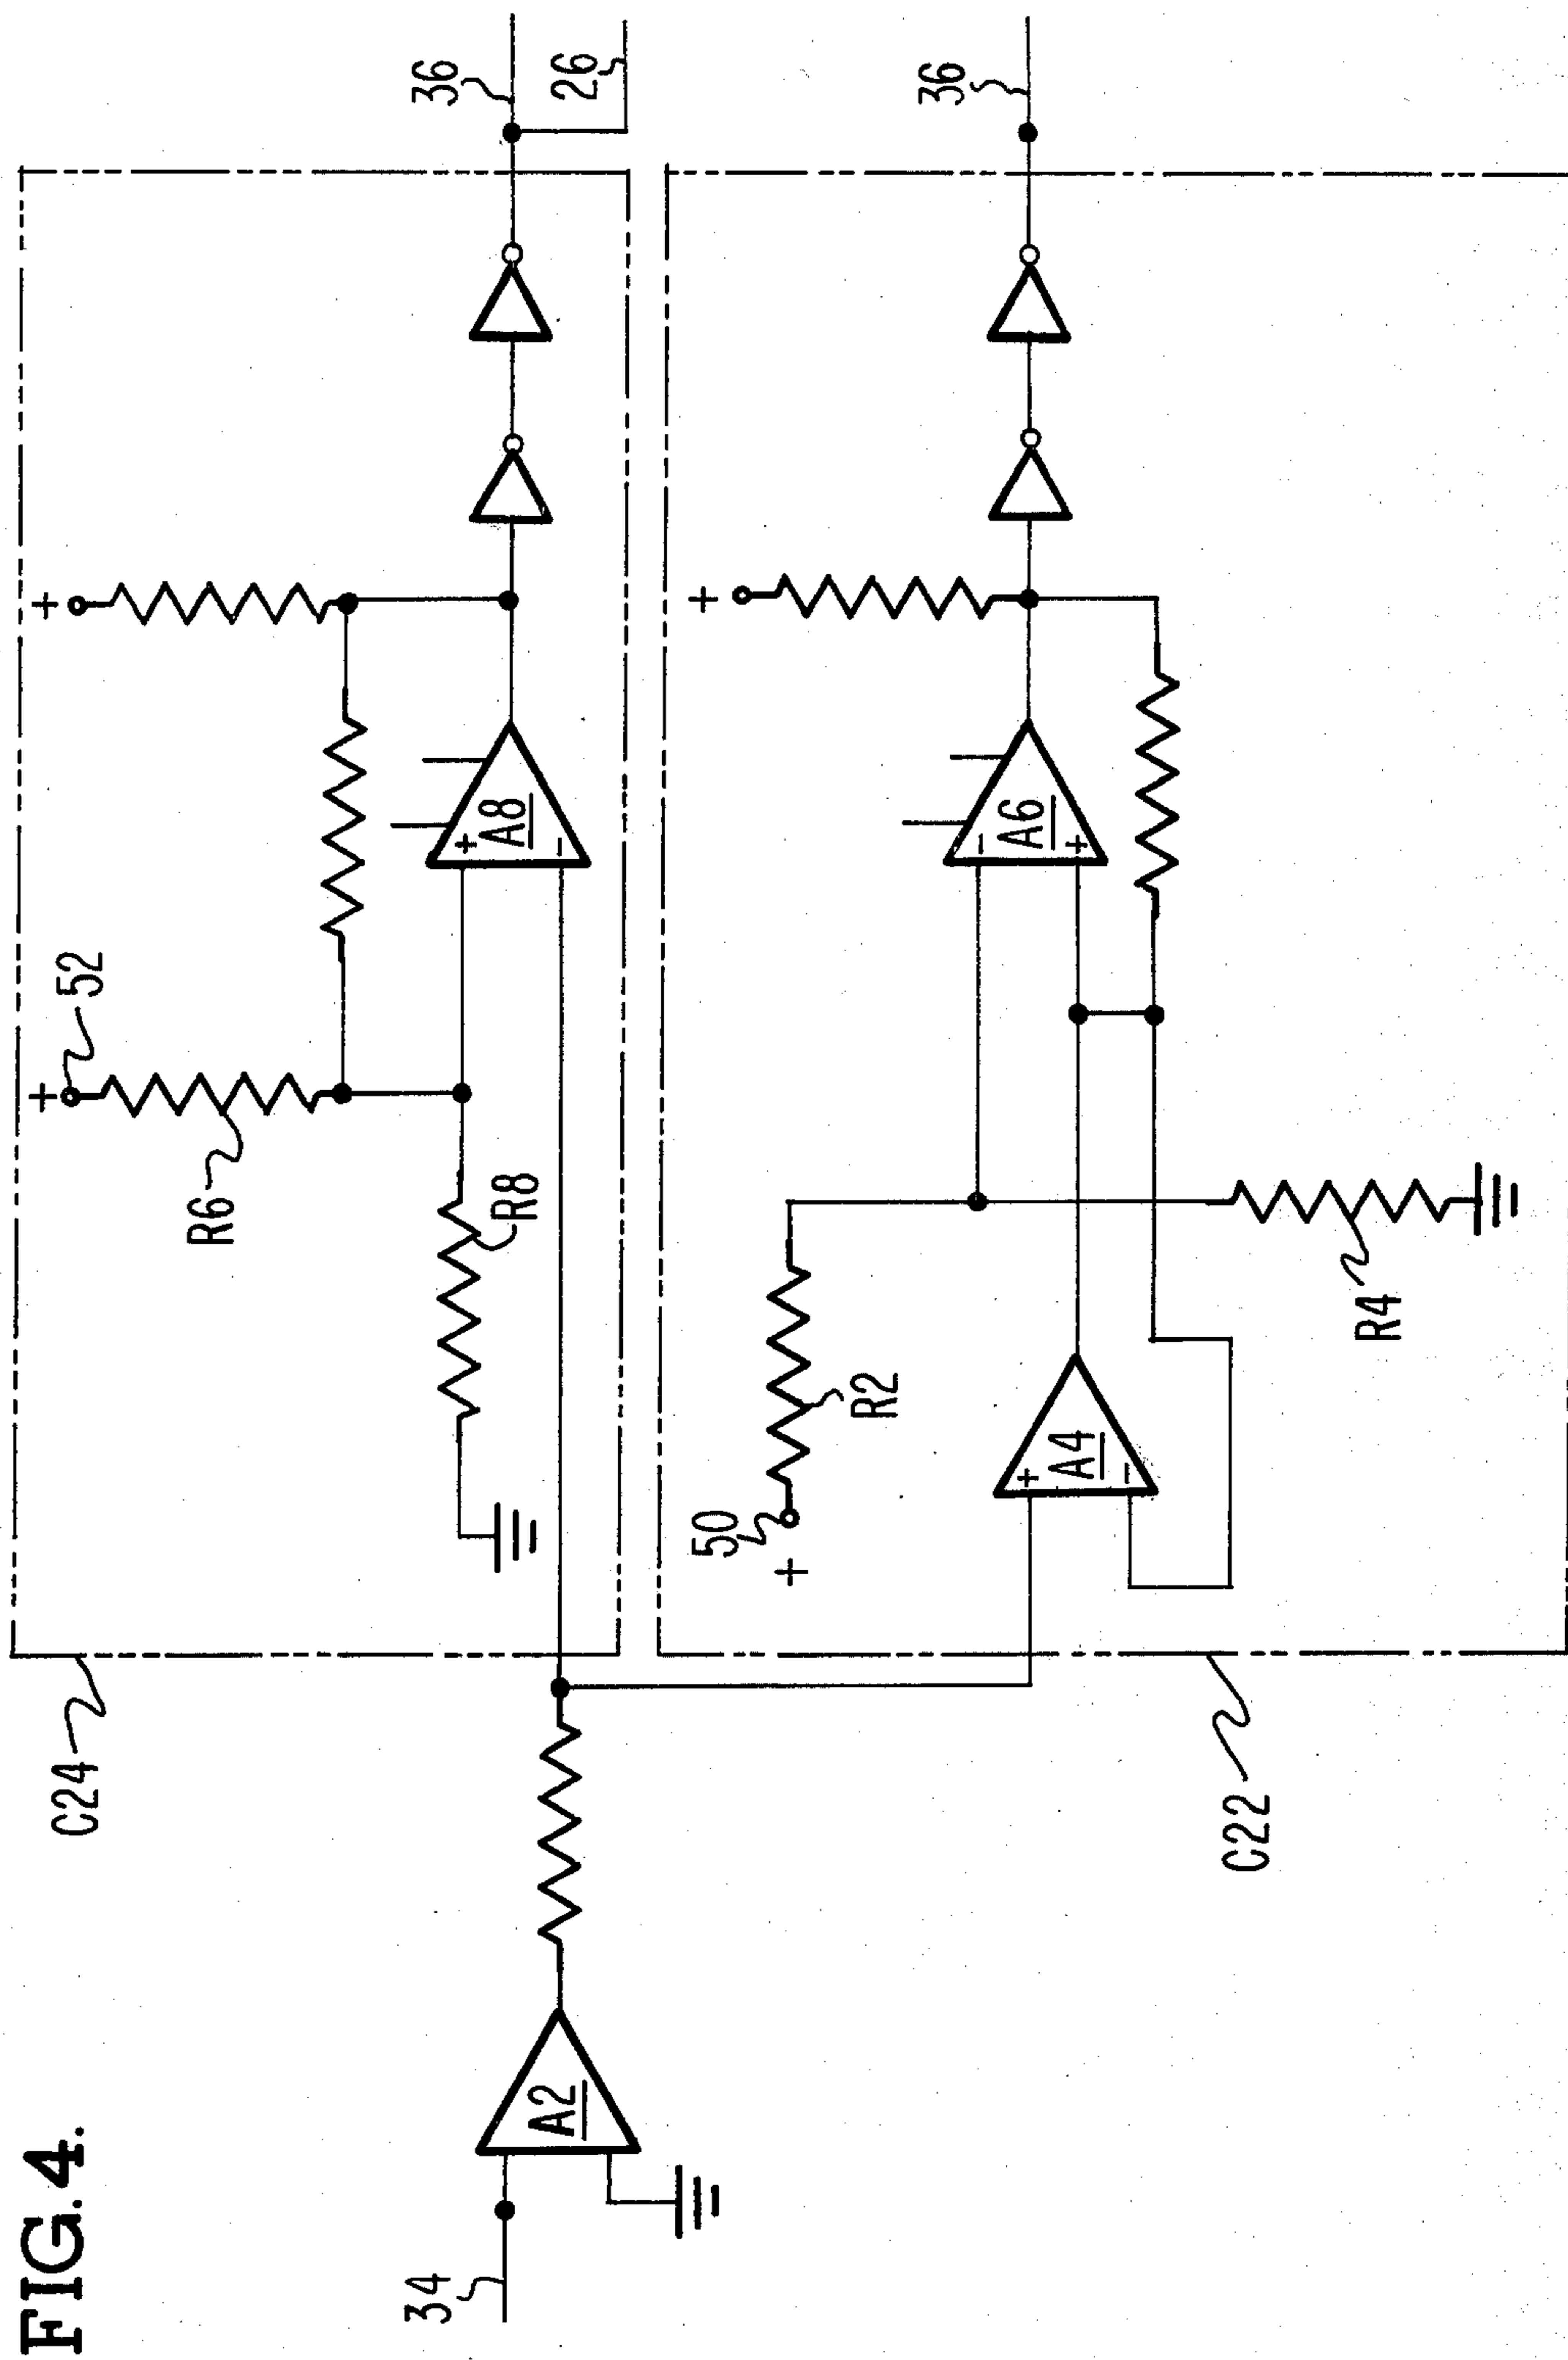 FIG. 4.
34
A2
C24
52
+
+
R6
R8
+
A8
–
36
26
C22
50
+
R2
A4
+
–
R4
+
–
A6
+
36